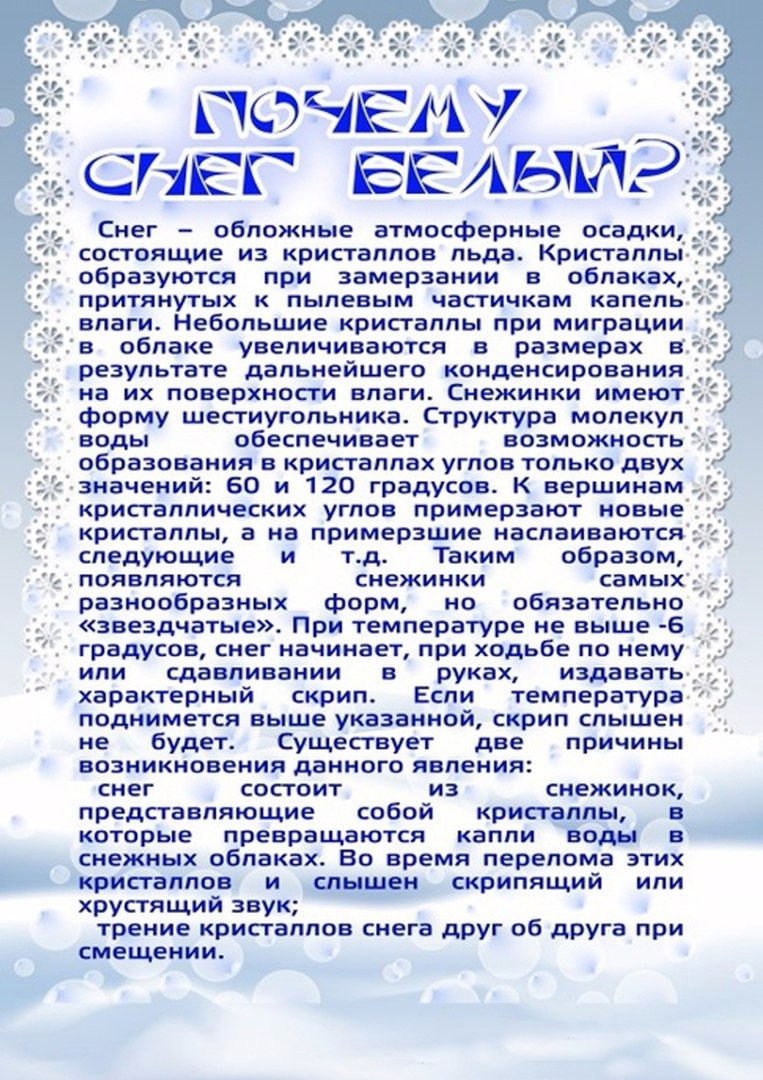 ПОЧЕМУ
СНЕГ БЕЛЫЙ?
Снег – обложные атмосферные осадки,
состоящие из кристаллов льда. Кристаллы
образуются при замерзании в облаках,
притянутых к пылевым частичкам капель
влаги. Небольшие кристаллы при миграции
в облаке увеличиваются в размерах в
результате дальнейшего конденсирования
на их поверхности влаги. Снежинки имеют
форму шестиугольника. Структура молекул
воды обеспечивает возможность
образования в кристаллах углов только двух
значений: 60 и 120 градусов. К вершинам
кристаллических углов примерзают новые
кристаллы, а на примерзшие наслаиваются
следующие и т.д. Таким образом,
появляются снежинки самых
разнообразных форм, но обязательно
«звездчатые». При температуре не выше -6
градусов, снег начинает, при ходьбе по нему
или сдавливании в руках, издавать
характерный скрип. Если температура
поднимется выше указанной, скрип слышен
не будет. Существует две причины
возникновения данного явления:
снег состоит из снежинок,
представляющие собой кристаллы, в
которые превращаются капли воды в
снежных облаках. Во время перелома этих
кристаллов и слышен скрипящий или
хрустящий звук;
трение кристаллов снега друг об друга при
смещении.